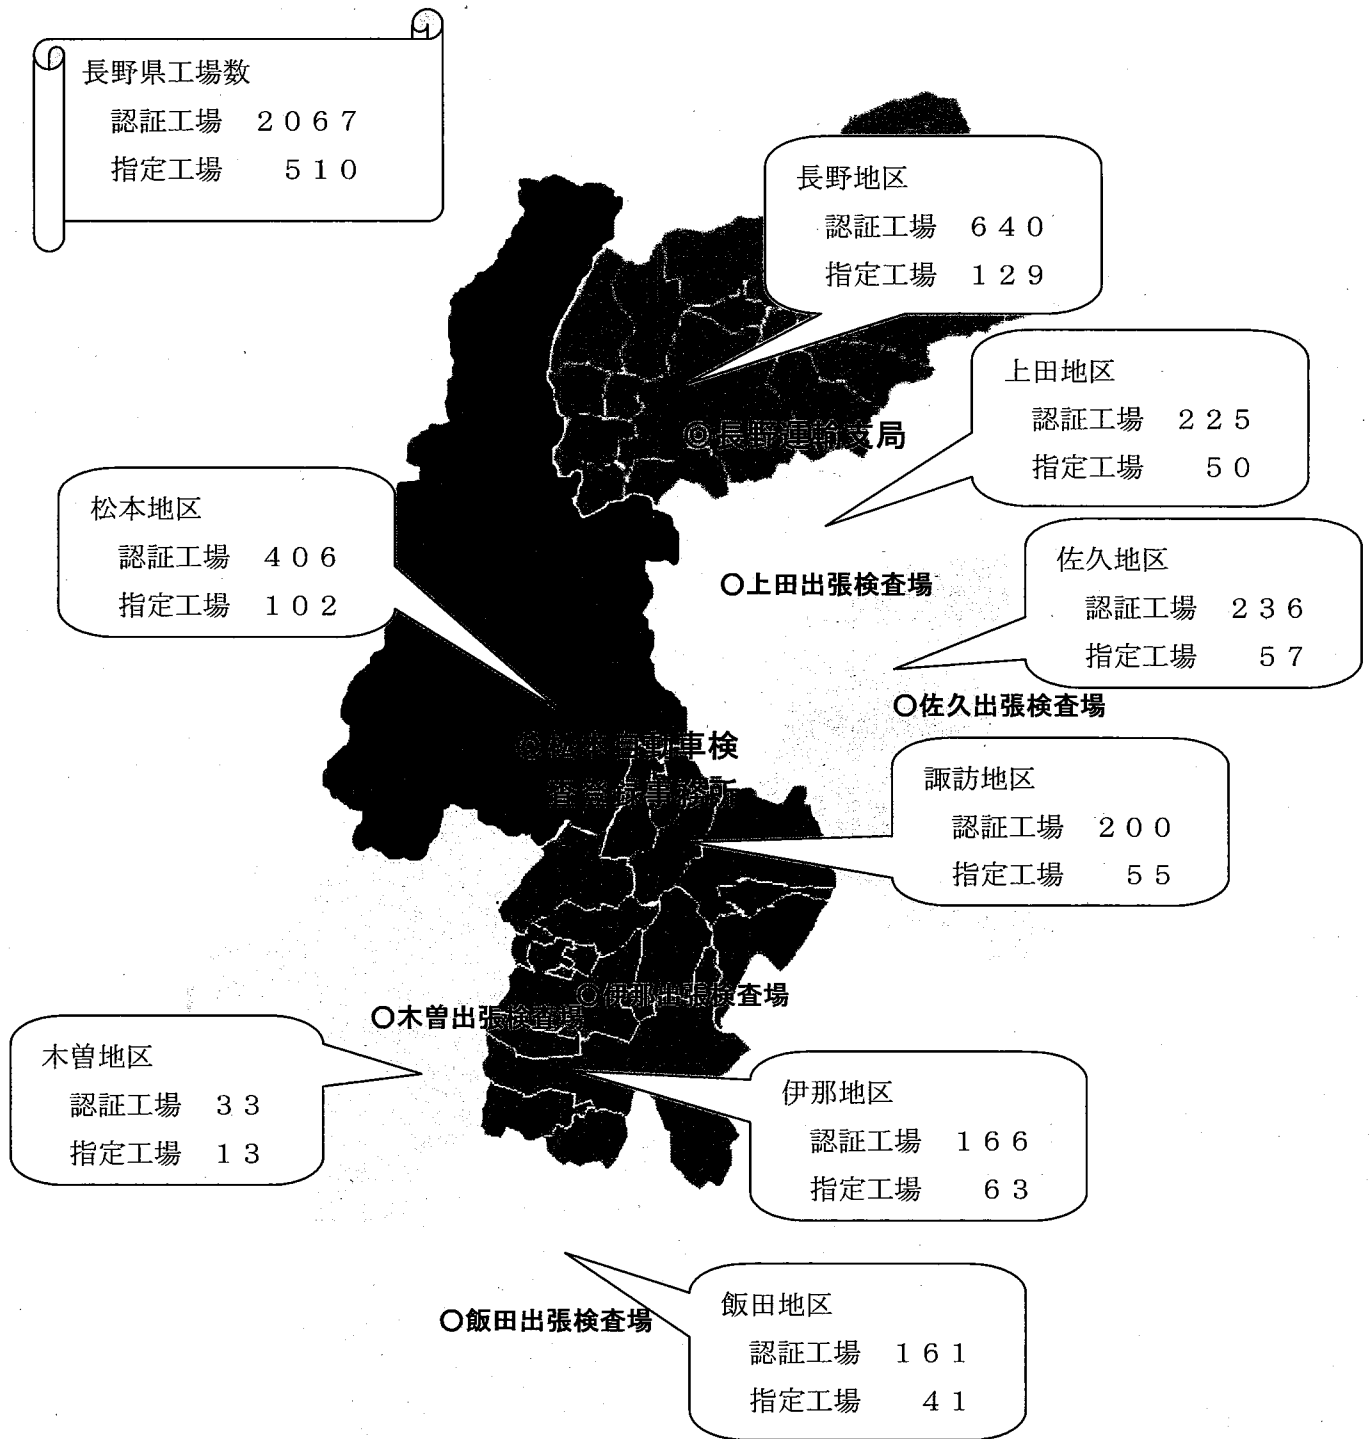 長野県工場数
認証工場 2067
指定工場 510
長野地区
認証工場 640
指定工場 129
◎長野運輸支局
上田地区
認証工場 225
指定工場 50
松本地区
認証工場 406
指定工場 102
○上田出張検査場
佐久地区
認証工場 236
指定工場 57
○佐久出張検査場
◎松本自動車検
査登録事務所
諏訪地区
認証工場 200
指定工場 55
◎伊那出張検査場
○木曽出張検査場
木曽地区
認証工場 33
指定工場 13
伊那地区
認証工場 166
指定工場 63
○飯田出張検査場
飯田地区
認証工場 161
指定工場 41